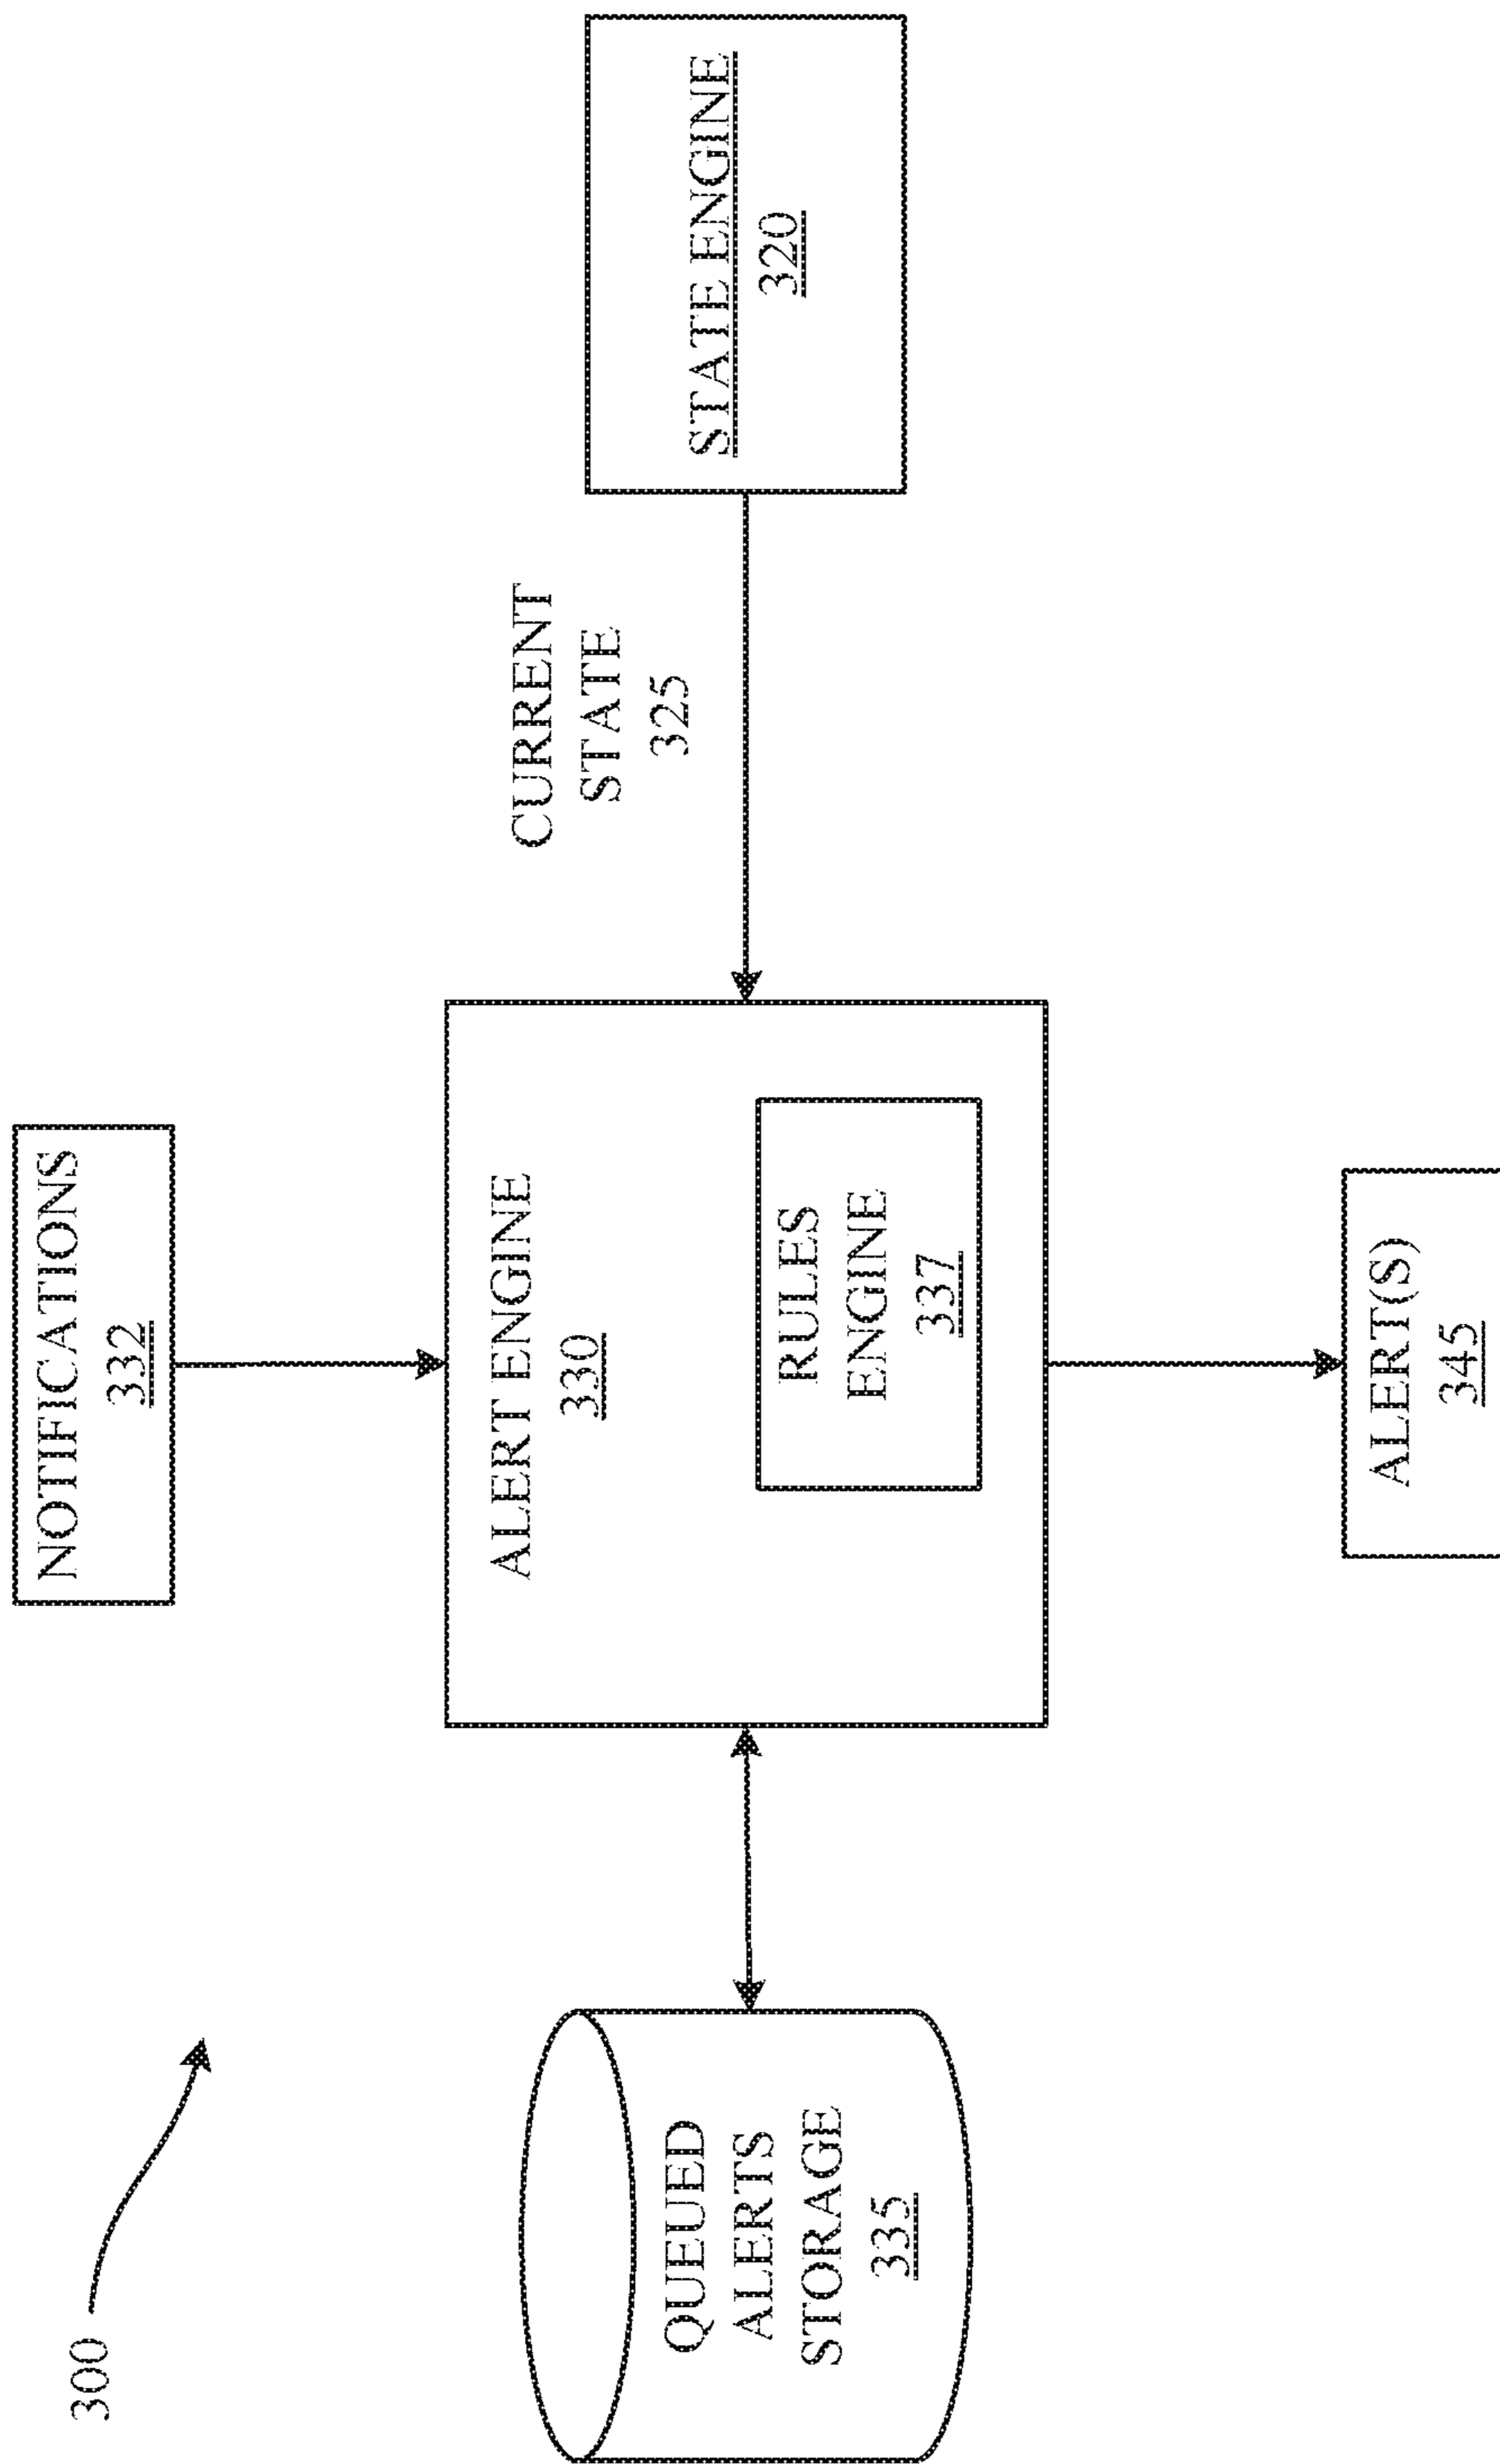 300
NOTIFICATIONS
332
QUEUED
ALERTS
STORAGE
335
ALERT ENGINE
330
RULES
ENGINE
337
CURRENT
STATE
325
STATE ENGINE
320
ALERT(S)
345